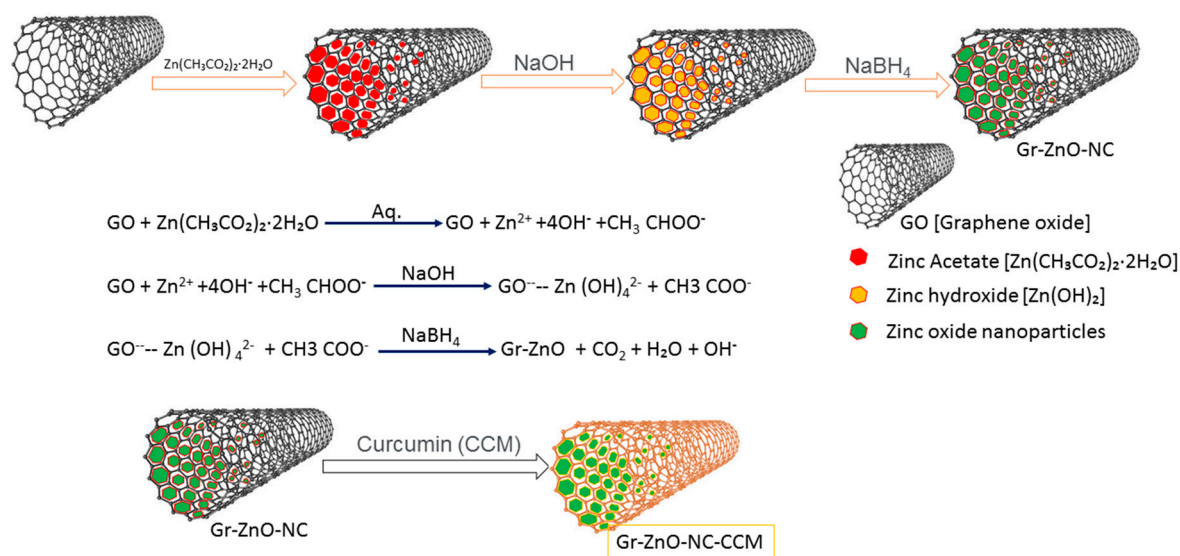 Zn(CH₃CO₂)₂·2H₂O
NaOH
NaBH₄
Gr-ZnO-NC
GO [Graphene oxide]
Zinc Acetate [Zn(CH₃CO₂)₂·2H₂O]
Zinc hydroxide [Zn(OH)₂]
Zinc oxide nanoparticles
GO + Zn(CH₃CO₂)₂·2H₂O Aq. GO + Zn²⁺ +4OH⁻ +CH₃ CHOO⁻
GO + Zn²⁺ +4OH⁻ +CH₃ CHOO⁻ NaOH GO⁻⁻-- Zn (OH)₄²⁻ + CH3 COO⁻
GO⁻⁻-- Zn (OH) ₄²⁻ + CH3 COO⁻ NaBH₄ Gr-ZnO + CO₂ + H₂O + OH⁻
Curcumin (CCM)
Gr-ZnO-NC
Gr-ZnO-NC-CCM